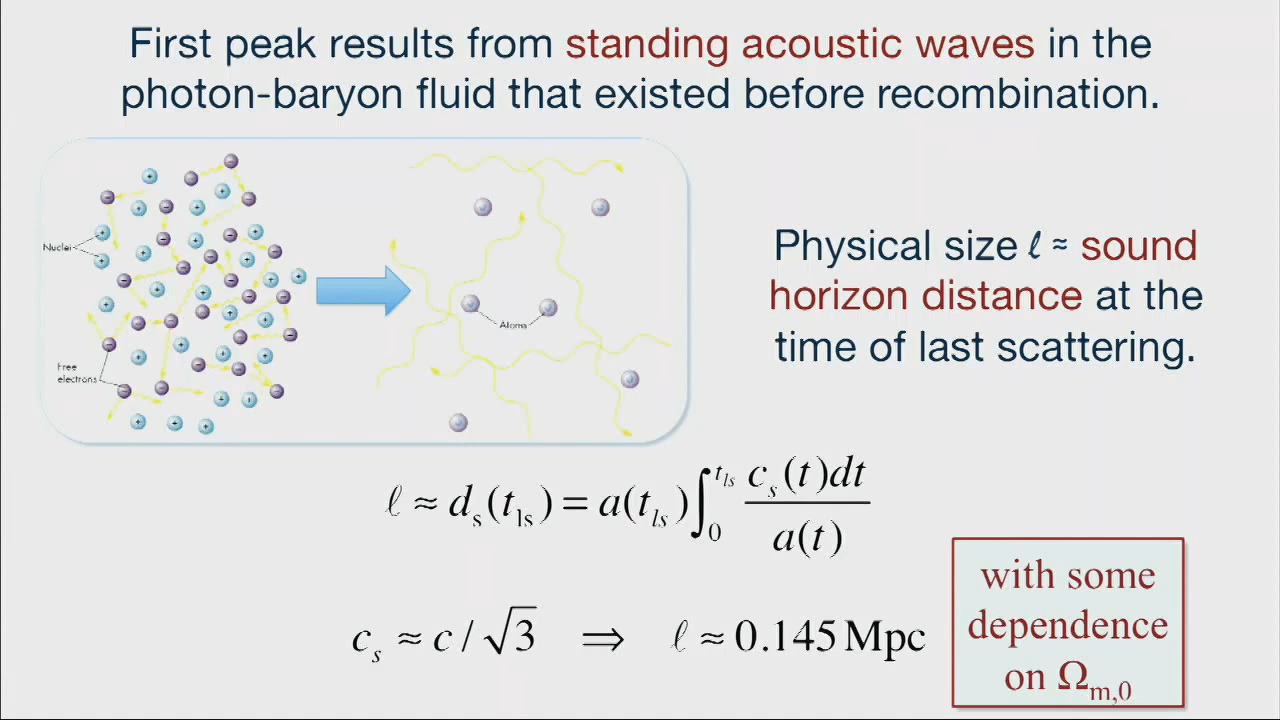 First peak results from standing acoustic waves in the
photon-baryon fluid that existed before recombination.
Nuclei
Free
electrons
Atoms
Physical size ℓ ≈ sound
horizon distance at the
time of last scattering.
ℓ ≈ d_s(t_ls) = a(t_ls) ∫_0^{t_ls} c_s(t)dt / a(t)
c_s ≈ c / √3 ⇒ ℓ ≈ 0.145 Mpc
with some
dependence
on Ω_m,0